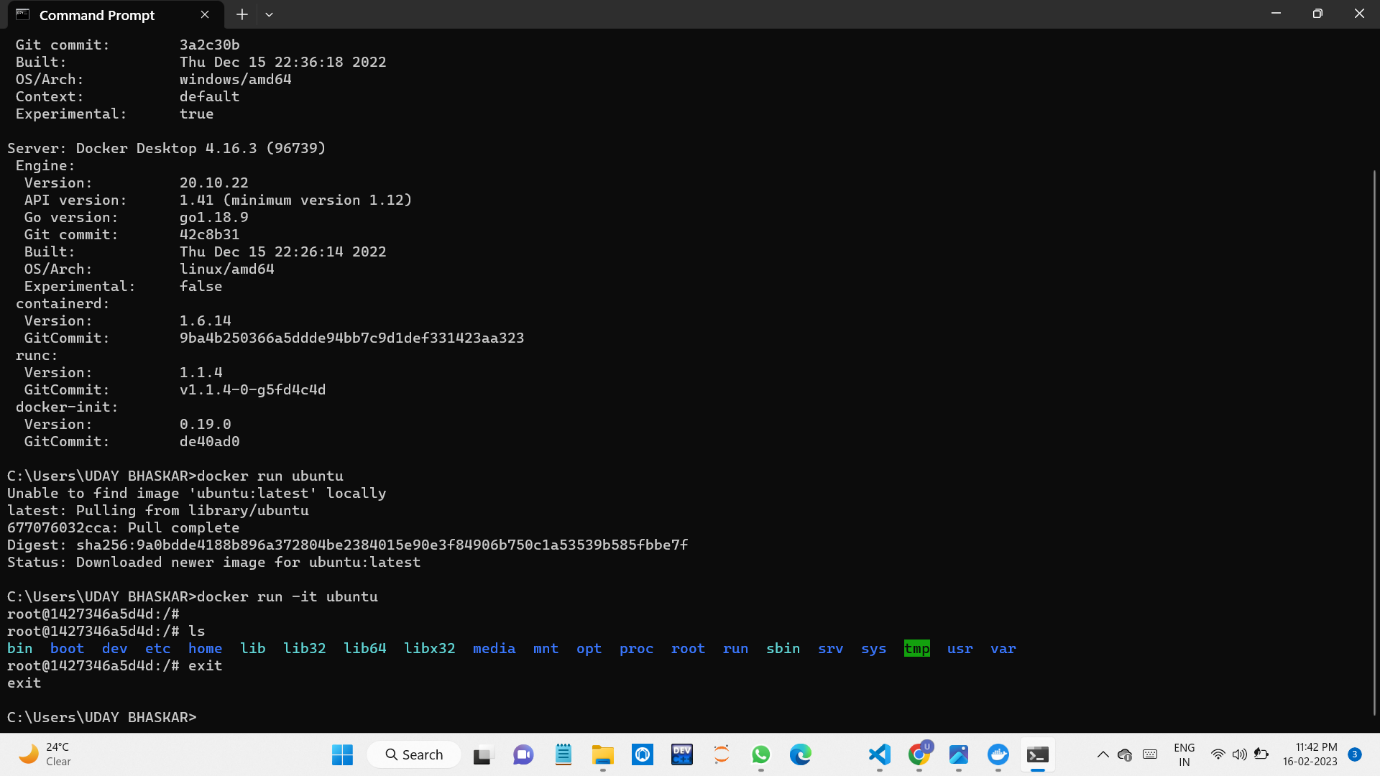 Command Prompt
Git commit: 3a2c30b
Built: Thu Dec 15 22:36:18 2022
OS/Arch: windows/amd64
Context: default
Experimental: true
Server: Docker Desktop 4.16.3 (96739)
Engine:
Version: 20.10.22
API version: 1.41 (minimum version 1.12)
Go version: go1.18.9
Git commit: 42c8b31
Built: Thu Dec 15 22:26:14 2022
OS/Arch: linux/amd64
Experimental: false
containerd:
Version: 1.6.14
GitCommit: 9ba4b250366a5ddde94bb7c9d1def331423aa323
runc:
Version: 1.1.4
GitCommit: v1.1.4-0-g5fd4c4d
docker-init:
Version: 0.19.0
GitCommit: de40ad0
C:\Users\UDAY BHASKAR>docker run ubuntu
Unable to find image 'ubuntu:latest' locally
latest: Pulling from library/ubuntu
677076032cca: Pull complete
Digest: sha256:9a0bdde4188b896a372804be2384015e90e3f84906b750c1a53539b585fbbe7f
Status: Downloaded newer image for ubuntu:latest
C:\Users\UDAY BHASKAR>docker run -it ubuntu
root@1427346a5d4d:/#
root@1427346a5d4d:/# ls
bin boot dev etc home lib lib32 lib64 libx32 media mnt opt proc root run sbin srv sys tmp usr var
root@1427346a5d4d:/# exit
exit
C:\Users\UDAY BHASKAR>
24°C
Clear
Search
DEV
U
ENG
IN
11:42 PM
16-02-2023
3